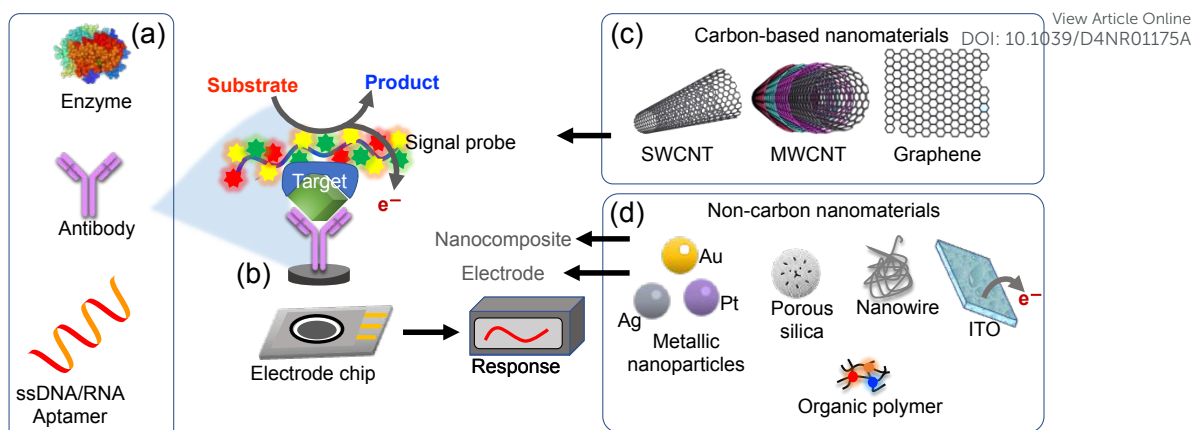 View Article Online
DOI: 10.1039/D4NR01175A
(a)
Enzyme
Antibody
ssDNA/RNA
Aptamer
Substrate
Product
Signal probe
Target
e−
(b)
Nanocomposite
Electrode
Electrode chip
Response
(c)
Carbon-based nanomaterials
SWCNT
MWCNT
Graphene
(d)
Non-carbon nanomaterials
Au
Ag
Pt
Metallic
nanoparticles
Porous
silica
Nanowire
ITO
e−
Organic polymer